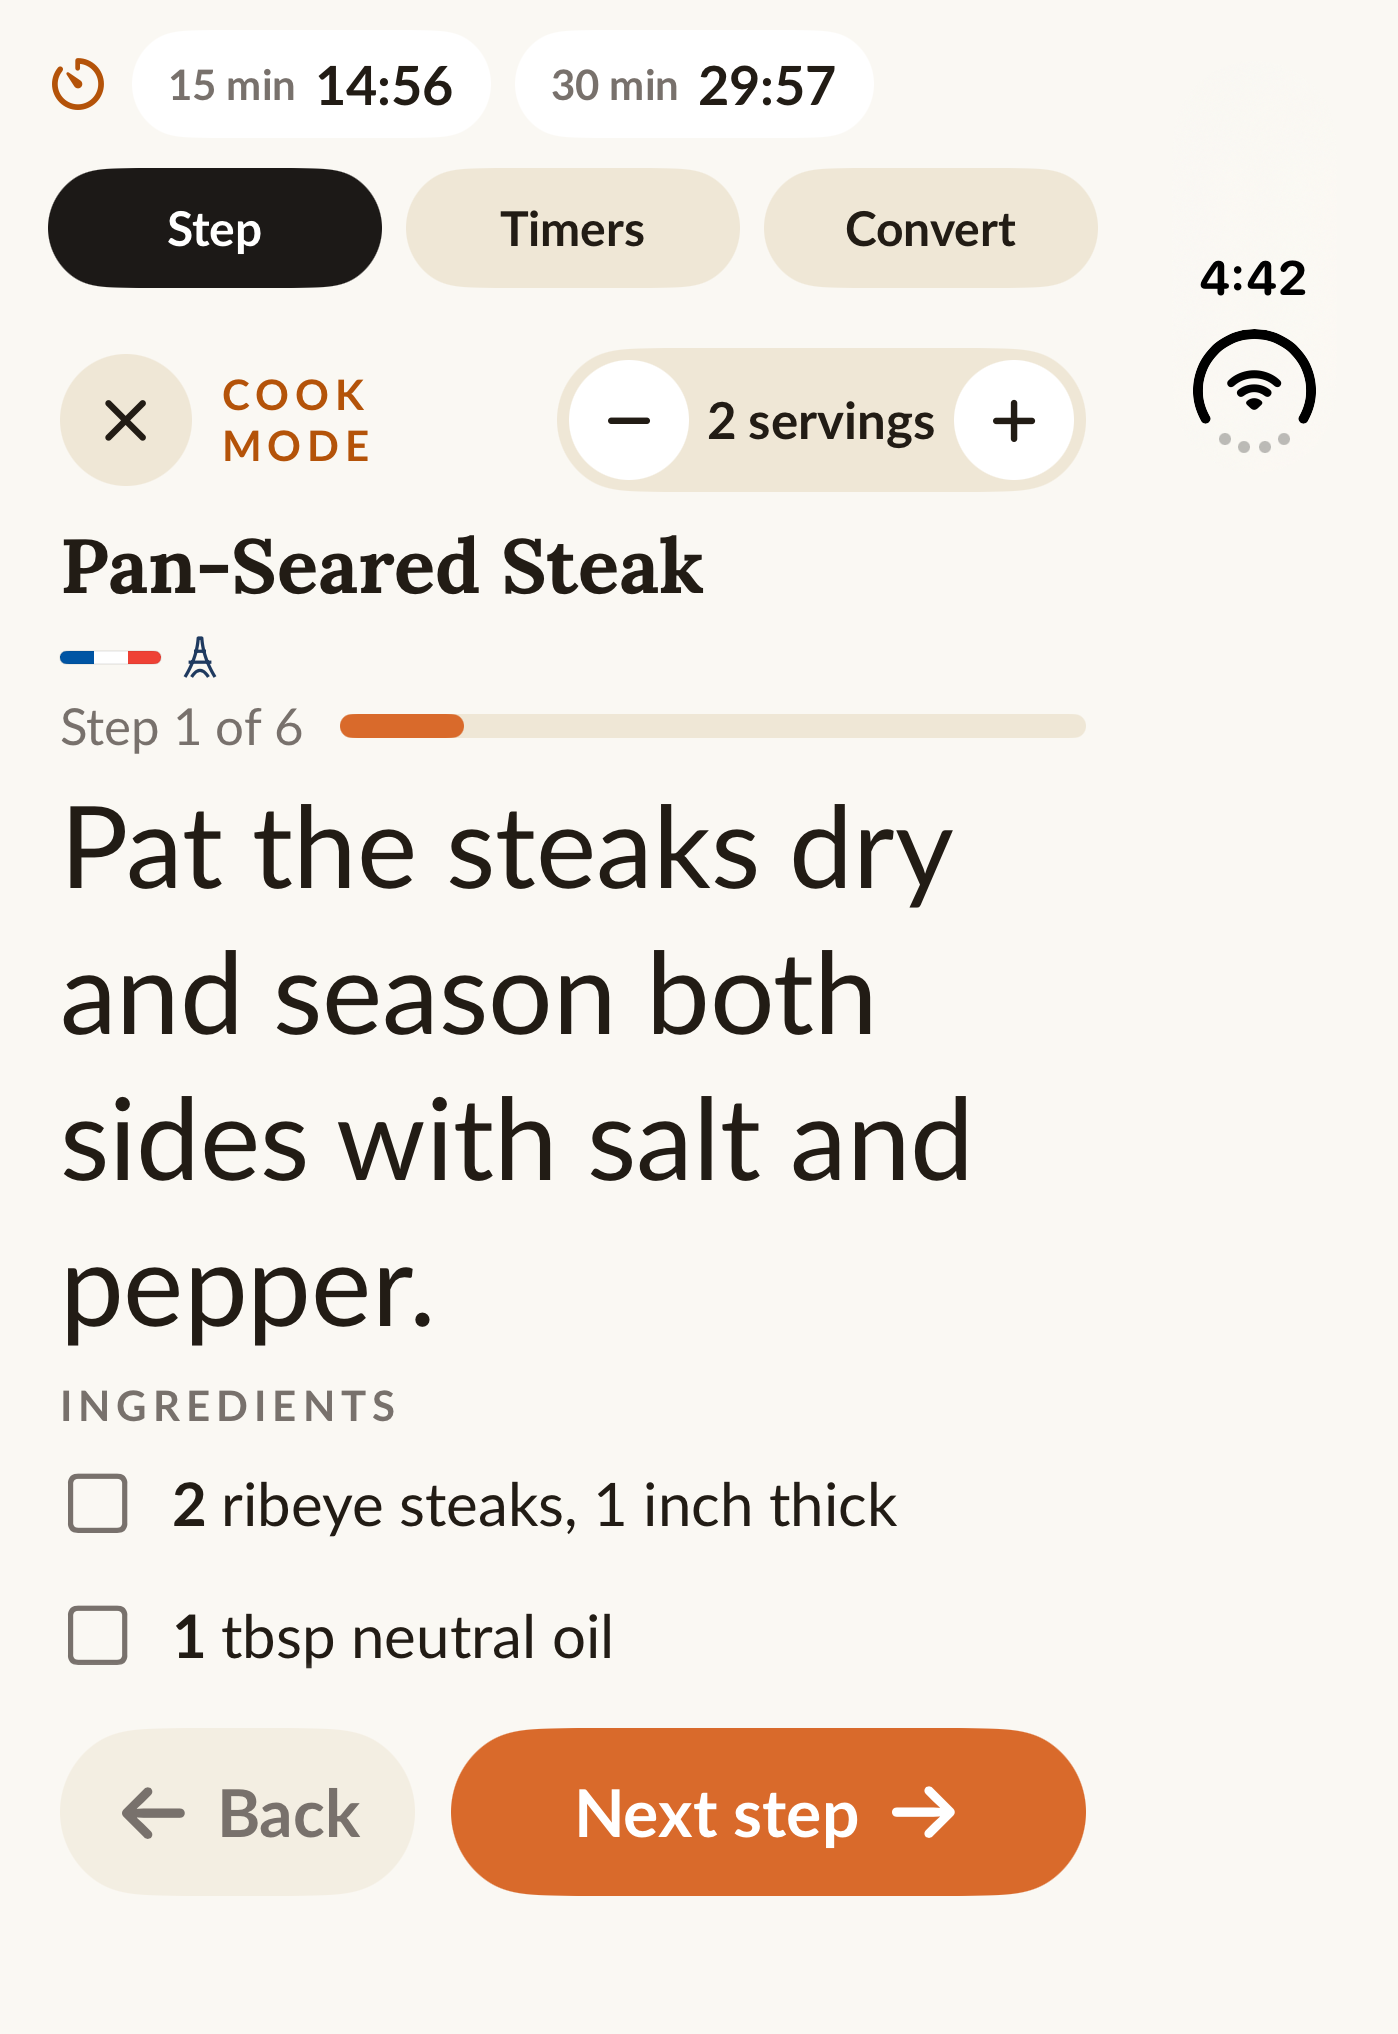 15 min 14:56 30 min 29:57
Step Timers Convert
4:42
COOK
MODE
2 servings
Pan-Seared Steak
Step 1 of 6
Pat the steaks dry
and season both
sides with salt and
pepper.
INGREDIENTS
2 ribeye steaks, 1 inch thick
1 tbsp neutral oil
Back Next step